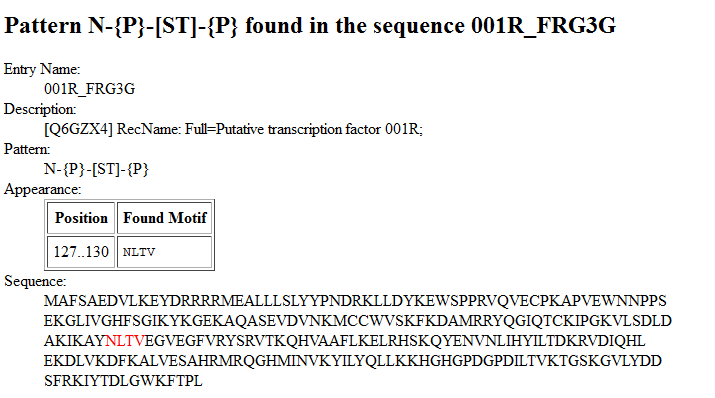 Pattern N-{P}-[ST]-{P} found in the sequence 001R_FRG3G
Entry Name:
001R_FRG3G
Description:
[Q6GZX4] RecName: Full=Putative transcription factor 001R;
Pattern:
N-{P}-[ST]-{P}
Appearance:
Position Found Motif
127..130 NLTV
Sequence:
MAFSAEDVLKEYDRRRRMEALLLSLYYPNDRKLLDYKEWSPPRVQVECPKAPVEWNNPPS
EKGLIVGHFSGIKYKGEKAQASEVDVNKMCCWVSKFKDAMRRYQGIQTCKIPGKVLSDLD
AKIKAYNLTVEGVEGFVRYSRVTKQHVAAFLKELRHSKQYENVNLIHYILTDKRVDIQHL
EKDLVKDFKALVESAHRMRQGHMINVKYILYQLLKKHGHGPDGPDILTVKTGSKGVLYDD
SFRKIYTDLGWKFTPL